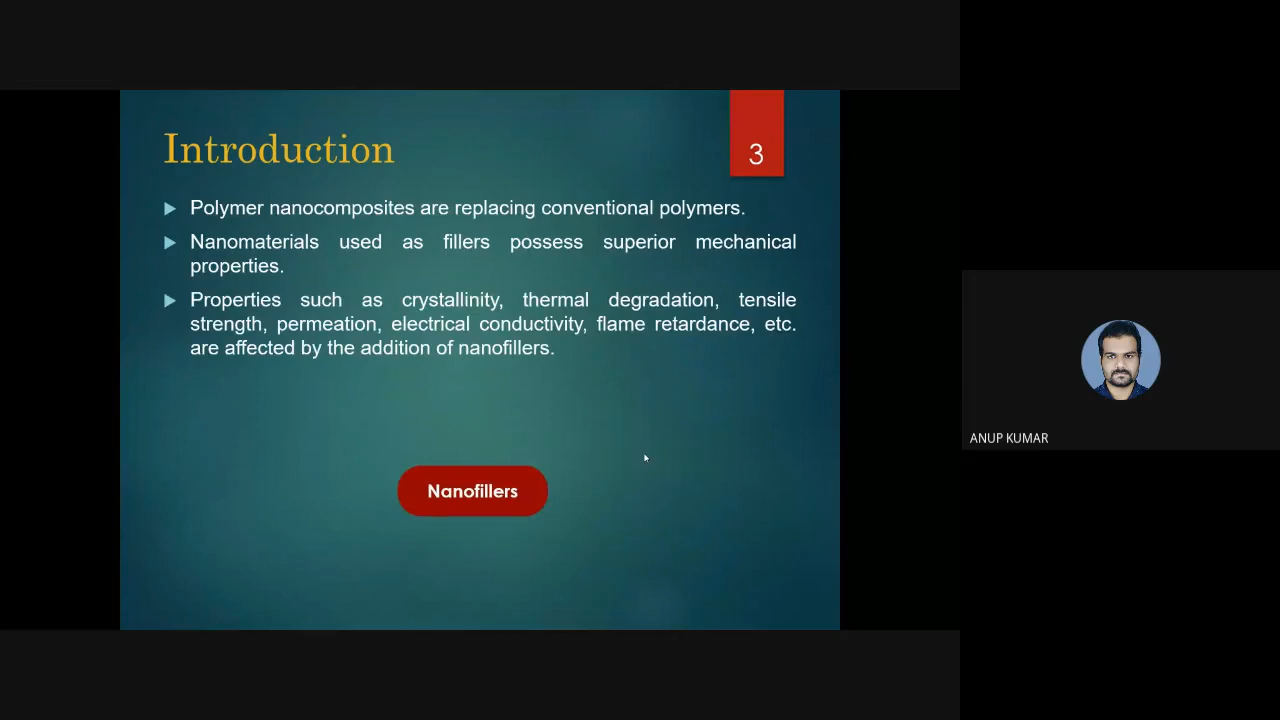 Introduction
3
Polymer nanocomposites are replacing conventional polymers.
Nanomaterials used as fillers possess superior mechanical
properties.
Properties such as crystallinity, thermal degradation, tensile
strength, permeation, electrical conductivity, flame retardance, etc.
are affected by the addition of nanofillers.
Nanofillers
ANUP KUMAR